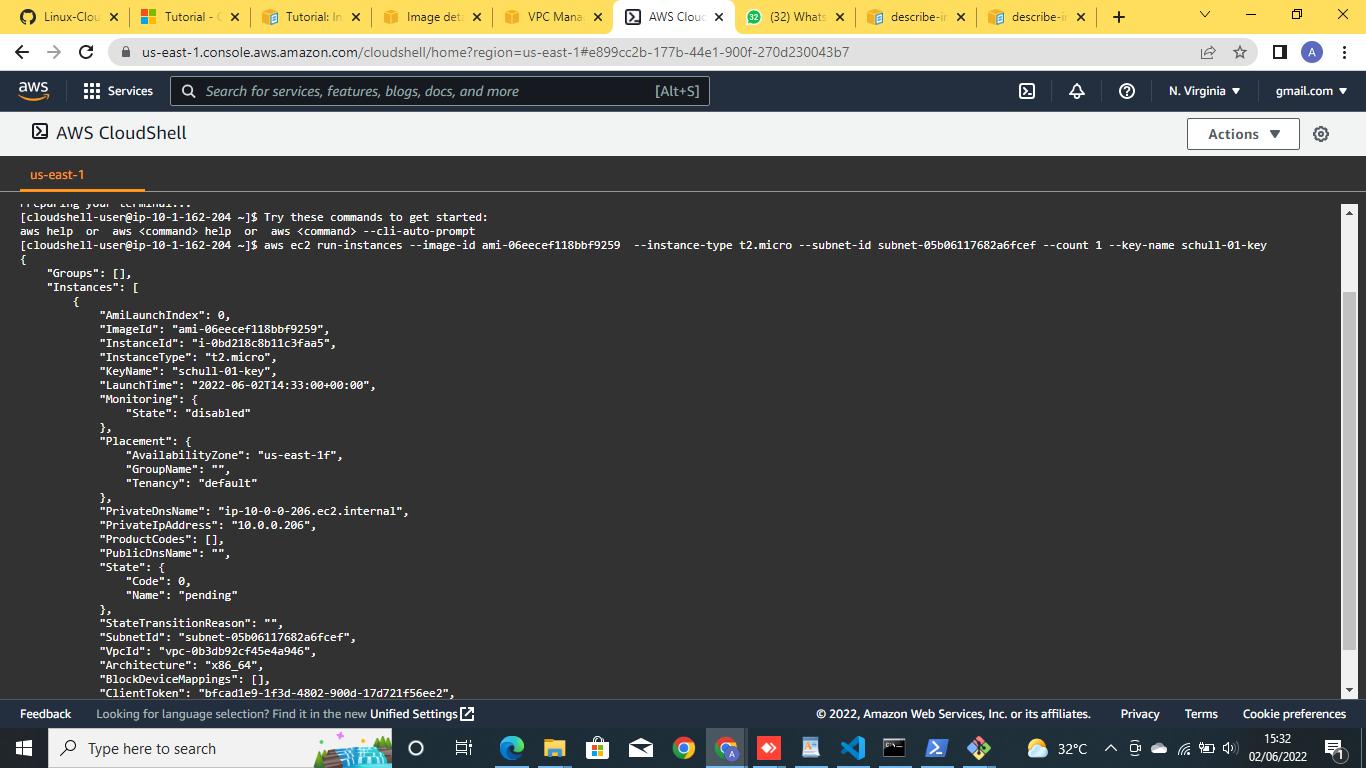 Linux-Clou
Tutorial - C
Tutorial: In
Image deta
VPC Mana
AWS Clou
(32) Whats
describe-in
describe-in
us-east-1.console.aws.amazon.com/cloudshell/home?region=us-east-1#e899cc2b-177b-44e1-900f-270d230043b7
A
aws
Services
Search for services, features, blogs, docs, and more
[Alt+S]
N. Virginia
gmail.com
AWS CloudShell
Actions
us-east-1
Preparing your terminal...
[cloudshell-user@ip-10-1-162-204 ~]$ Try these commands to get started:
aws help  or  aws <command> help  or  aws <command> --cli-auto-prompt
[cloudshell-user@ip-10-1-162-204 ~]$ aws ec2 run-instances --image-id ami-06eecef118bbf9259  --instance-type t2.micro --subnet-id subnet-05b06117682a6fcef --count 1 --key-name schull-01-key
{
"Groups": [],
"Instances": [
{
"AmiLaunchIndex": 0,
"ImageId": "ami-06eecef118bbf9259",
"InstanceId": "i-0bd218c8b11c3faa5",
"InstanceType": "t2.micro",
"KeyName": "schull-01-key",
"LaunchTime": "2022-06-02T14:33:00+00:00",
"Monitoring": {
"State": "disabled"
},
"Placement": {
"AvailabilityZone": "us-east-1f",
"GroupName": "",
"Tenancy": "default"
},
"PrivateDnsName": "ip-10-0-0-206.ec2.internal",
"PrivateIpAddress": "10.0.0.206",
"ProductCodes": [],
"PublicDnsName": "",
"State": {
"Code": 0,
"Name": "pending"
},
"StateTransitionReason": "",
"SubnetId": "subnet-05b06117682a6fcef",
"VpcId": "vpc-0b3db92cf45e4a946",
"Architecture": "x86_64",
"BlockDeviceMappings": [],
"ClientToken": "bfcad1e9-1f3d-4802-900d-17d721f56ee2",
Feedback
Looking for language selection? Find it in the new Unified Settings
© 2022, Amazon Web Services, Inc. or its affiliates.
Privacy
Terms
Cookie preferences
Type here to search
32°C
15:32
02/06/2022
1